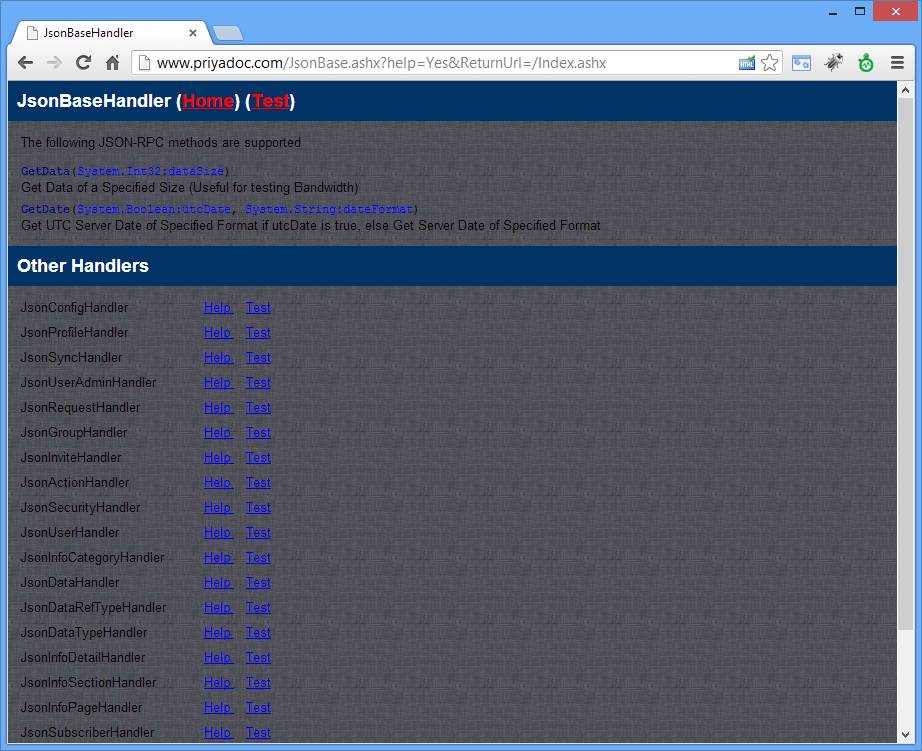 JsonBaseHandler
www.priyadoc.com/JsonBase.ashx?help=Yes&ReturnUrl=/Index.ashx
JsonBaseHandler (Home) (Test)
The following JSON-RPC methods are supported
GetData(System.Int32:dataSize)
Get Data of a Specified Size (Useful for testing Bandwidth)
GetDate(System.Boolean:utcDate, System.String:dateFormat)
Get UTC Server Date of Specified Format if utcDate is true, else Get Server Date of Specified Format
Other Handlers
JsonConfigHandler Help Test
JsonProfileHandler Help Test
JsonSyncHandler Help Test
JsonUserAdminHandler Help Test
JsonRequestHandler Help Test
JsonGroupHandler Help Test
JsonInviteHandler Help Test
JsonActionHandler Help Test
JsonSecurityHandler Help Test
JsonUserHandler Help Test
JsonInfoCategoryHandler Help Test
JsonDataHandler Help Test
JsonDataRefTypeHandler Help Test
JsonDataTypeHandler Help Test
JsonInfoDetailHandler Help Test
JsonInfoSectionHandler Help Test
JsonInfoPageHandler Help Test
JsonSubscriberHandler Help Test